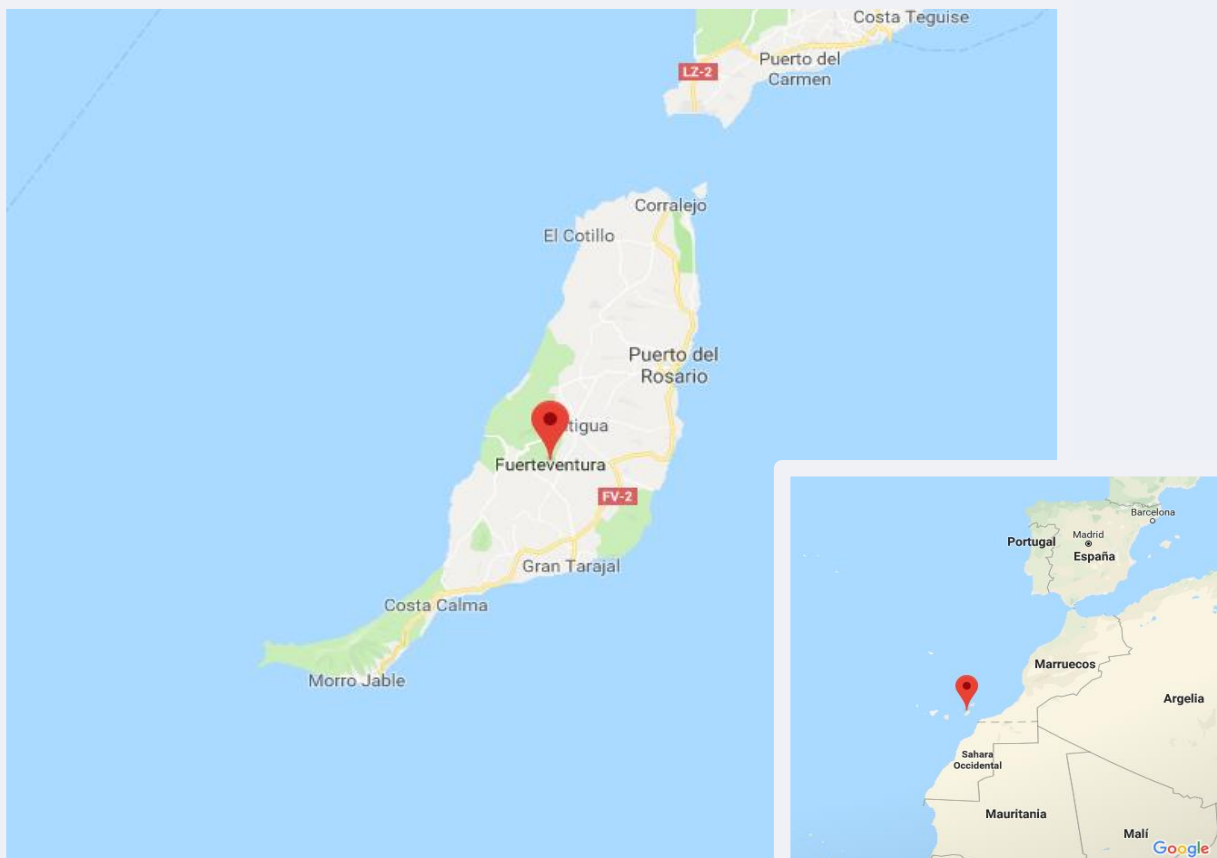 Costa Teguise
Puerto del
Carmen
LZ-2
Corralejo
El Cotillo
Puerto del
Rosario
tigua
Fuerteventura
FV-2
Gran Tarajal
Costa Calma
Morro Jable
Barcelona
Portugal
Madrid
España
Marruecos
Argelia
Sahara
Occidental
Mauritania
Malí
Google